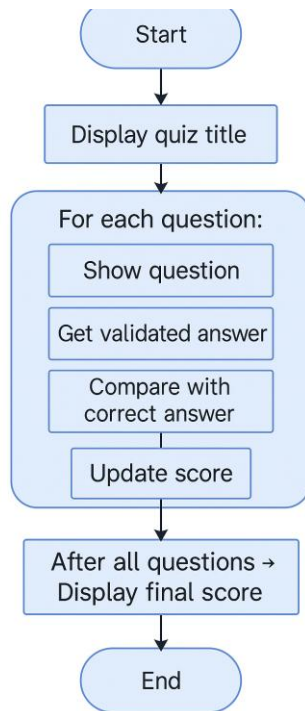 Start
Display quiz title
For each question:
Show question
Get validated answer
Compare with
correct answer
Update score
After all questions →
Display final score
End